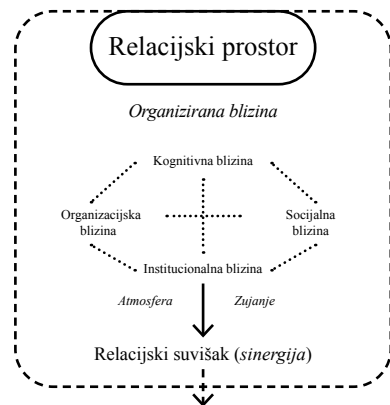 Relacijski prostor
Organizirana blizina
Kognitivna blizina
Organizacijska
blizina
Socijalna
blizina
Institucionalna blizina
Atmosfera Zujanje
Relacijski suvišak (sinergija)